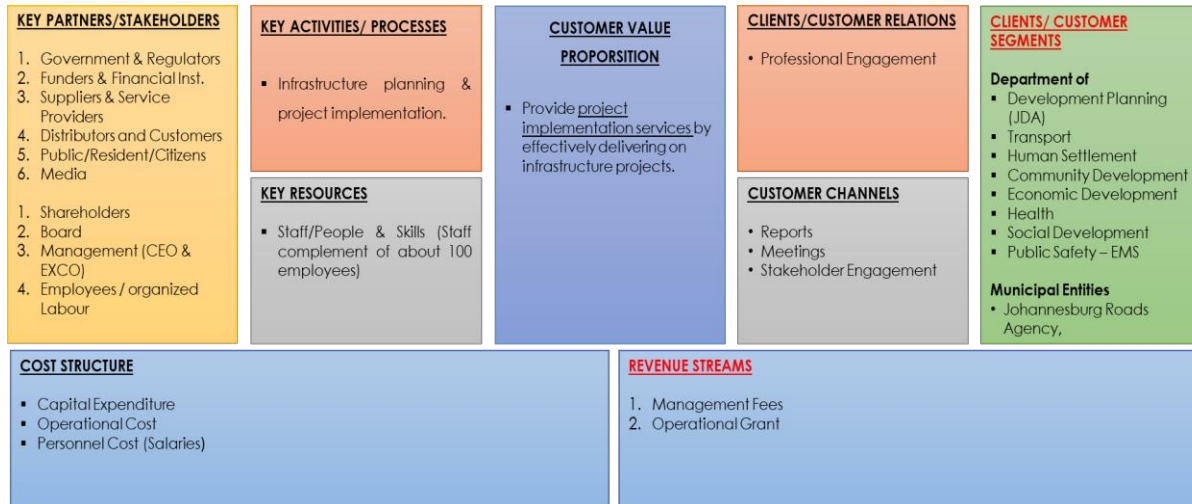 KEY PARTNERS/STAKEHOLDERS
1. Government & Regulators
2. Funders & Financial Inst.
3. Suppliers & Service
Providers
4. Distributors and Customers
5. Public/Resident/Citizens
6. Media
1. Shareholders
2. Board
3. Management (CEO &
EXCO)
4. Employees / organized
Labour
KEY ACTIVITIES/ PROCESSES
▪ Infrastructure planning &
project implementation.
KEY RESOURCES
▪ Staff/People & Skills (Staff
complement of about 100
employees)
CUSTOMER VALUE
PROPORSITION
▪ Provide project
implementation services by
effectively delivering on
infrastructure projects.
CLIENTS/CUSTOMER RELATIONS
• Professional Engagement
CUSTOMER CHANNELS
• Reports
• Meetings
• Stakeholder Engagement
CLIENTS/ CUSTOMER
SEGMENTS
Department of
▪ Development Planning
(JDA)
▪ Transport
▪ Human Settlement
▪ Community Development
▪ Economic Development
▪ Health
▪ Social Development
▪ Public Safety – EMS
Municipal Entities
• Johannesburg Roads
Agency,
COST STRUCTURE
▪ Capital Expenditure
▪ Operational Cost
▪ Personnel Cost (Salaries)
REVENUE STREAMS
1. Management Fees
2. Operational Grant